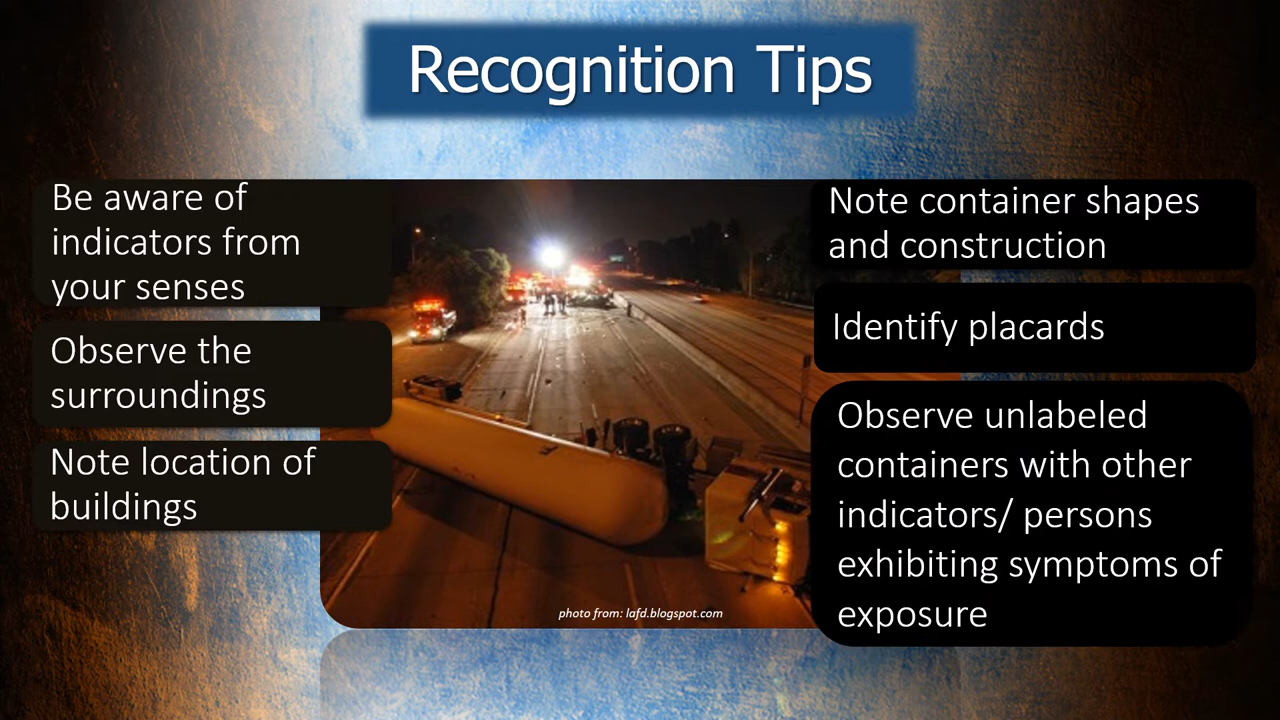 Recognition Tips
Be aware of
indicators from
your senses
Observe the
surroundings
Note location of
buildings
Note container shapes
and construction
Identify placards
Observe unlabeled
containers with other
indicators/ persons
exhibiting symptoms of
exposure
photo from: lafd.blogspot.com